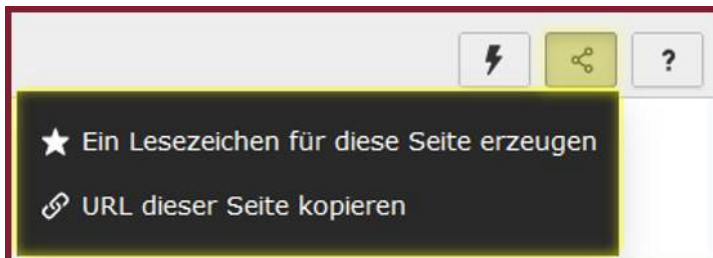 ?
Ein Lesezeichen für diese Seite erzeugen
URL dieser Seite kopieren